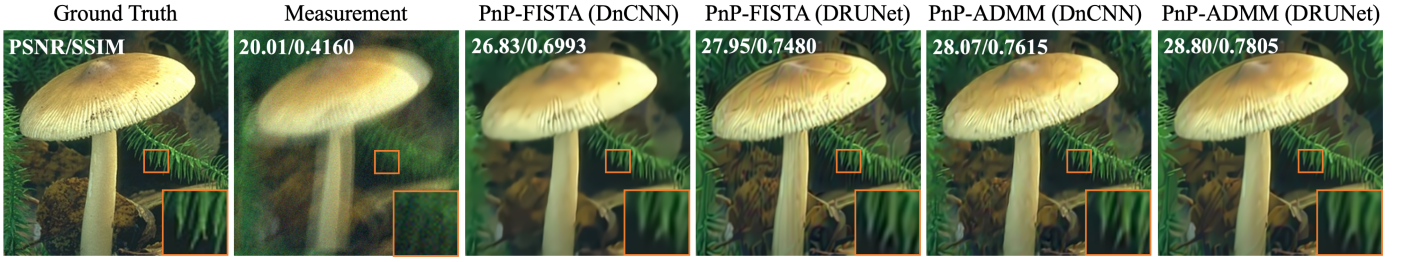 Ground Truth
Measurement
PnP-FISTA (DnCNN)
PnP-FISTA (DRUNet)
PnP-ADMM (DnCNN)
PnP-ADMM (DRUNet)
PSNR/SSIM
20.01/0.4160
26.83/0.6993
27.95/0.7480
28.07/0.7615
28.80/0.7805